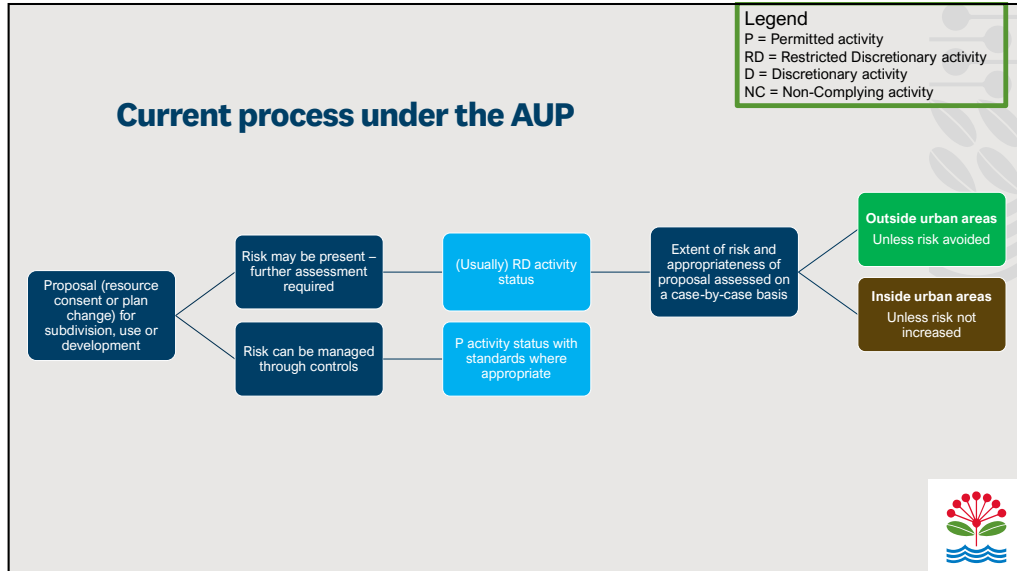 Legend
P = Permitted activity
RD = Restricted Discretionary activity
D = Discretionary activity
NC = Non-Complying activity
Current process under the AUP
Proposal (resource
consent or plan
change) for
subdivision, use or
development
Risk may be present –
further assessment
required
(Usually) RD activity
status
Extent of risk and
appropriateness of
proposal assessed on
a case-by-case basis
Outside urban areas
Unless risk avoided
Inside urban areas
Unless risk not
increased
Risk can be managed
through controls
P activity status with
standards where
appropriate